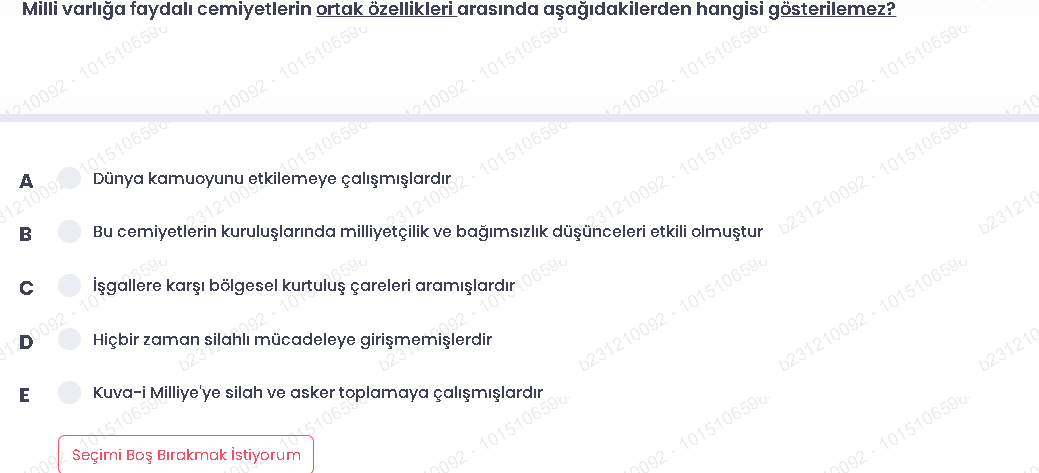 Milli varlığa faydalı cemiyetlerin ortak özellikleri arasında aşağıdakilerden hangisi gösterilemez?
A Dünya kamuoyunu etkilemeye çalışmışlardır
B Bu cemiyetlerin kuruluşlarında milliyetçilik ve bağımsızlık düşünceleri etkili olmuştur
C İşgallere karşı bölgesel kurtuluş çareleri aramışlardır
D Hiçbir zaman silahlı mücadeleye girişmemişlerdir
E Kuva-i Milliye'ye silah ve asker toplamaya çalışmışlardır
Seçimi Boş Bırakmak İstiyorum